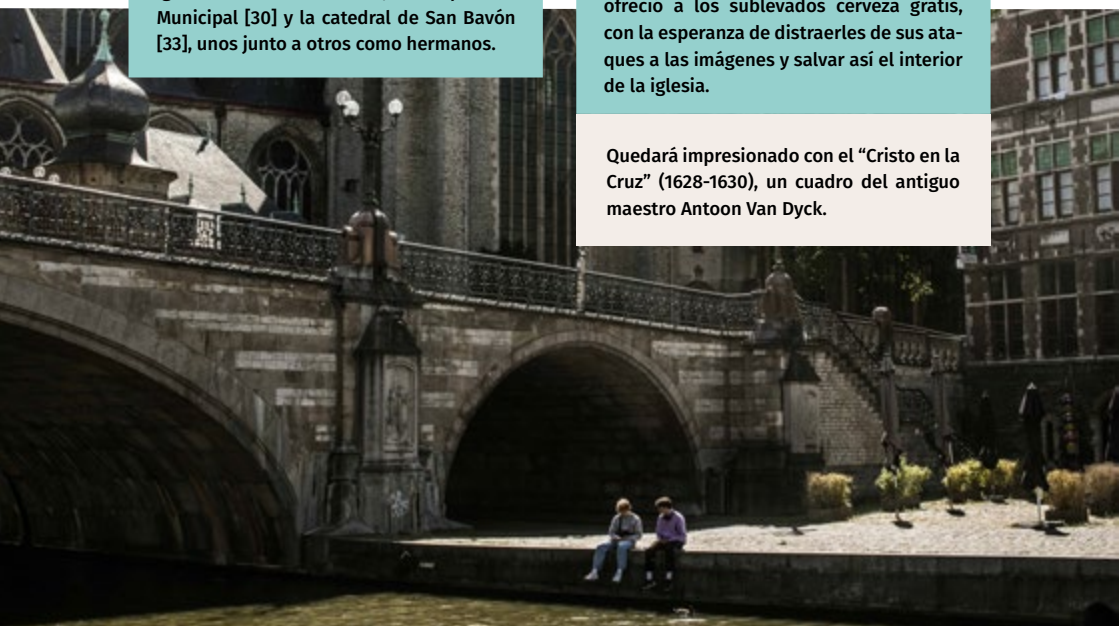 Municipal [30] y la catedral de San Bavón
[33], unos junto a otros como hermanos.
ofreció a los sublevados cerveza gratis,
con la esperanza de distraerles de sus ata-
ques a las imágenes y salvar así el interior
de la iglesia.
Quedará impresionado con el “Cristo en la
Cruz” (1628-1630), un cuadro del antiguo
maestro Antoon Van Dyck.